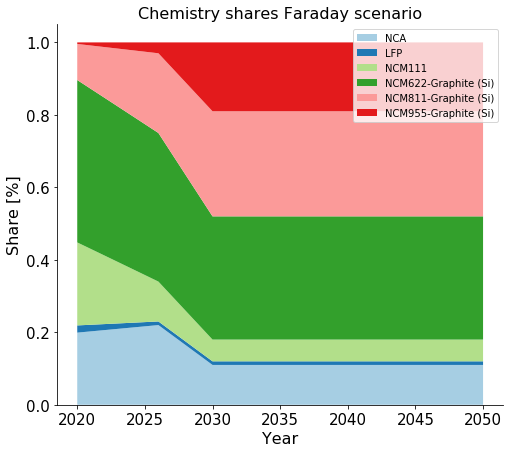 Chemistry shares Faraday scenario
NCA
LFP
NCM111
NCM622-Graphite (Si)
NCM811-Graphite (Si)
NCM955-Graphite (Si)
1.0
0.8
0.6
0.4
0.2
0.0
Share [%]
2020 2025 2030 2035 2040 2045 2050
Year